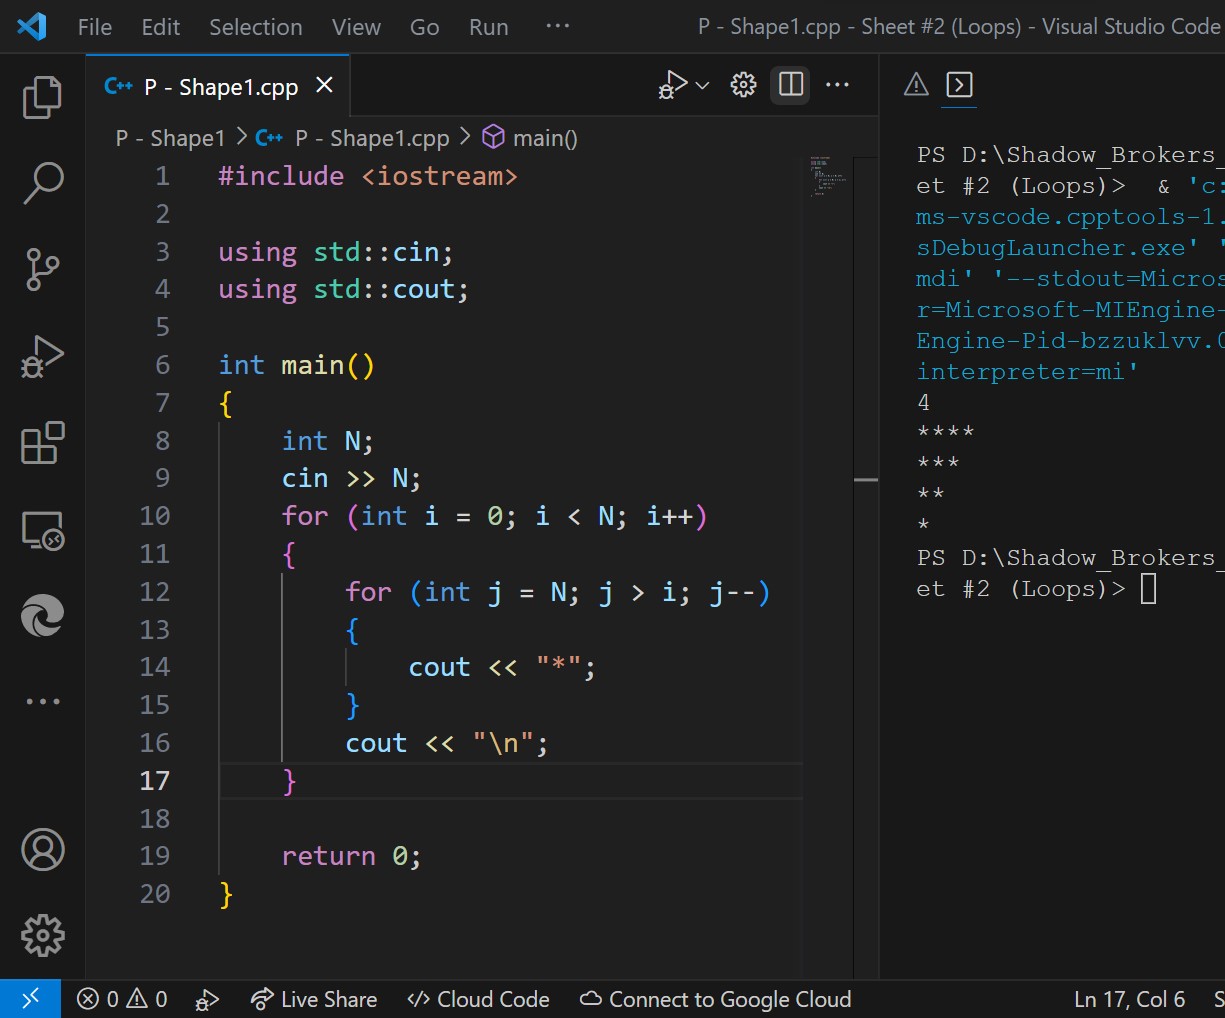 File Edit Selection View Go Run ··· P - Shape1.cpp - Sheet #2 (Loops) - Visual Studio Code
C++ P - Shape1.cpp
P - Shape1 > C++ P - Shape1.cpp > main()
1 #include <iostream>
2
3 using std::cin;
4 using std::cout;
5
6 int main()
7 {
8 int N;
9 cin >> N;
10 for (int i = 0; i < N; i++)
11 {
12 for (int j = N; j > i; j--)
13 {
14 cout << "*";
15 }
16 cout << "\n";
17 }
18
19 return 0;
20 }
PS D:\Shadow_Brokers_
et #2 (Loops)> & 'c:
ms-vscode.cpptools-1.
sDebugLauncher.exe' '
mdi' '--stdout=Micros
r=Microsoft-MIEngine-
Engine-Pid-bzzuklvv.0
interpreter=mi'
4
****
***
**
*
PS D:\Shadow_Brokers_
et #2 (Loops)>
0 0 Live Share Cloud Code Connect to Google Cloud Ln 17, Col 6 S